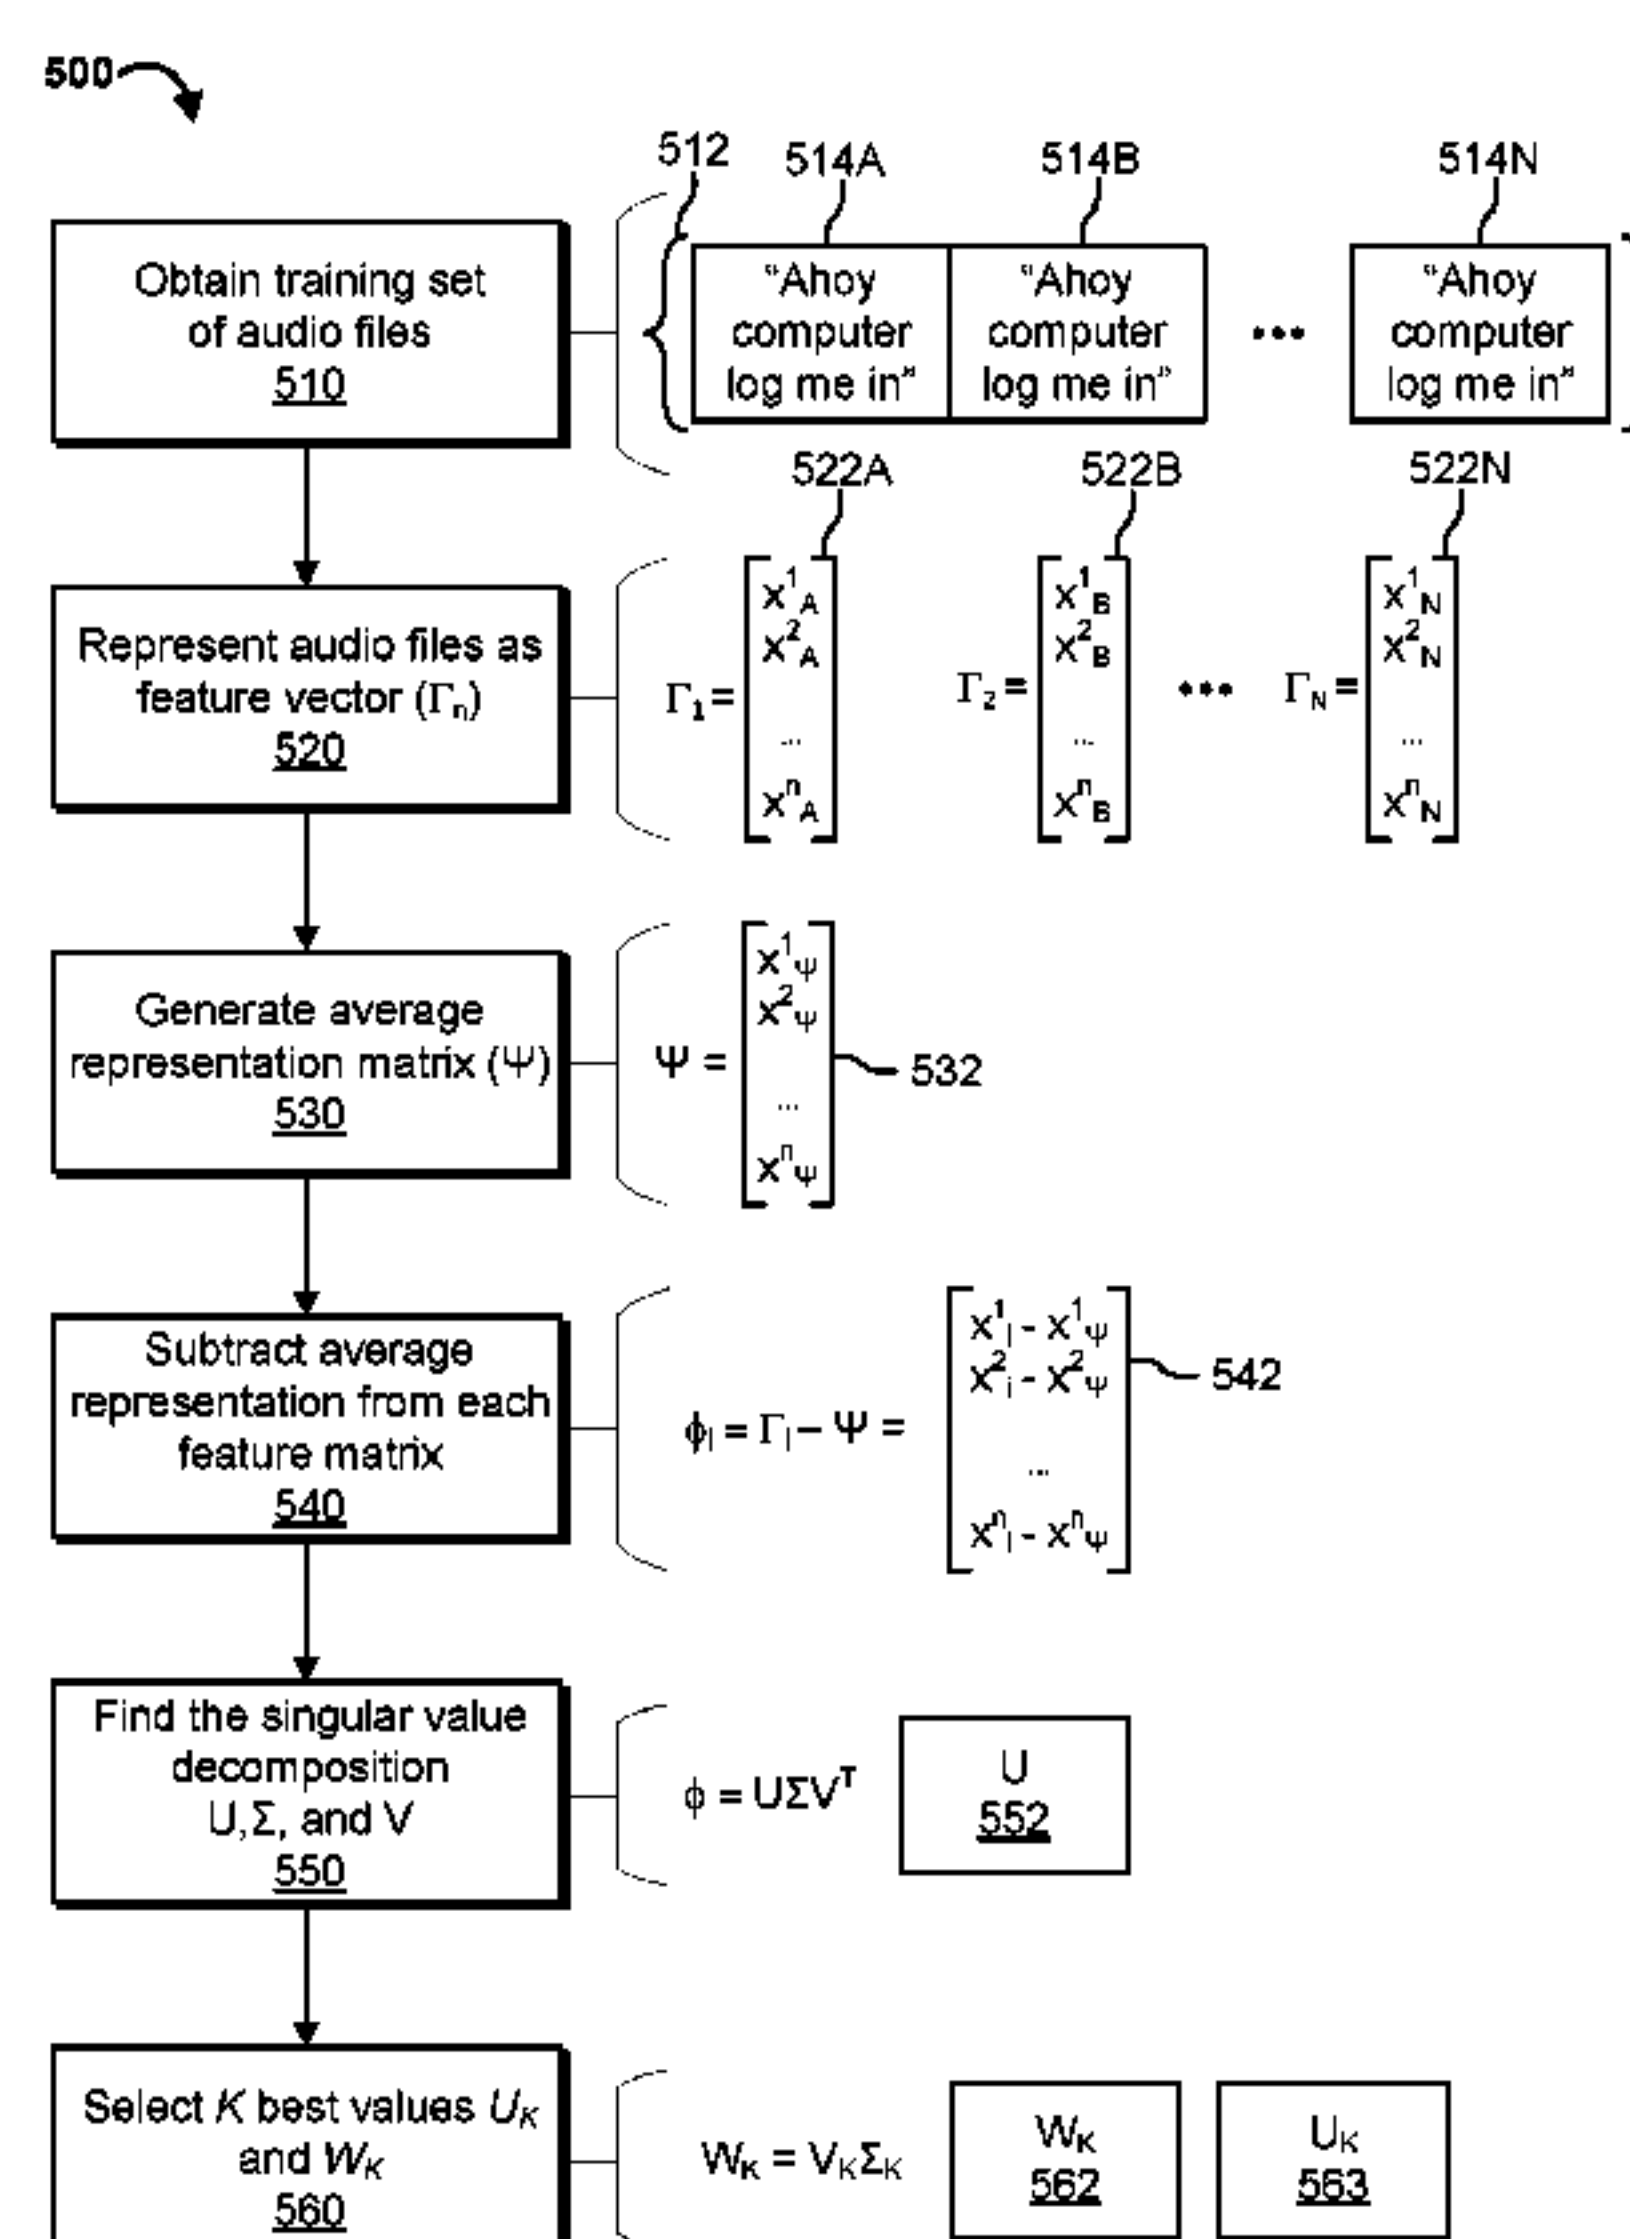 500
512 514A 514B 514N
Obtain training set
of audio files
510
"Ahoy
computer
log me in"
"Ahoy
computer
log me in"
•••
"Ahoy
computer
log me in"
522A 522B 522N
Represent audio files as
feature vector (Γn)
520
Γ1 =
x¹A
x²A
...
xⁿA
Γ2 =
x¹B
x²B
...
xⁿB
•••
ΓN =
x¹N
x²N
...
xⁿN
Generate average
representation matrix (Ψ)
530
Ψ =
x¹ψ
x²ψ
...
xⁿψ
532
Subtract average
representation from each
feature matrix
540
ϕi = Γi – Ψ =
x¹i - x¹ψ
x²i - x²ψ
...
xⁿi - xⁿψ
542
Find the singular value
decomposition
U,Σ, and V
550
ϕ = UΣVᵀ
U
552
Select K best values UK
and WK
560
WK = VKΣK
WK
562
UK
563